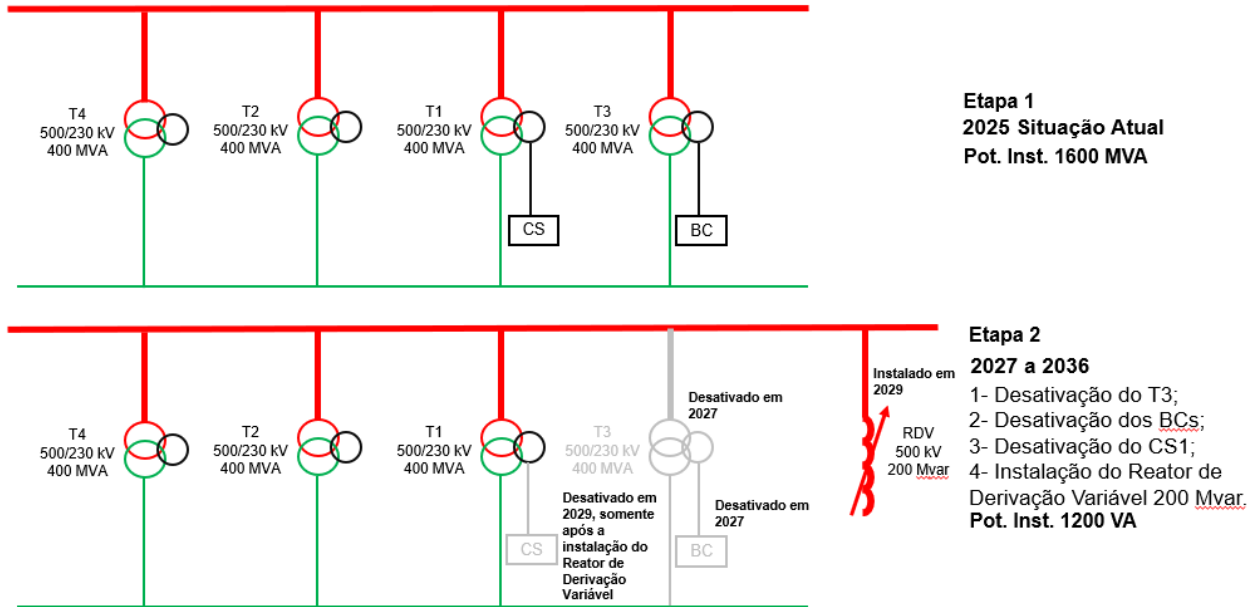 T4
500/230 kV
400 MVA
T2
500/230 kV
400 MVA
T1
500/230 kV
400 MVA
T3
500/230 kV
400 MVA
CS
BC
Etapa 1
2025 Situação Atual
Pot. Inst. 1600 MVA
T4
500/230 kV
400 MVA
T2
500/230 kV
400 MVA
T1
500/230 kV
400 MVA
CS
Desativado em
2029, somente
após a
instalação do
Reator de
Derivação
Variável
T3
500/230 kV
400 MVA
Desativado em
2027
BC
Desativado em
2027
Instalado em
2029
RDV
500 kV
200 Mvar
Etapa 2
2027 a 2036
1- Desativação do T3;
2- Desativação dos BCs;
3- Desativação do CS1;
4- Instalação do Reator de
Derivação Variável 200 Mvar.
Pot. Inst. 1200 VA